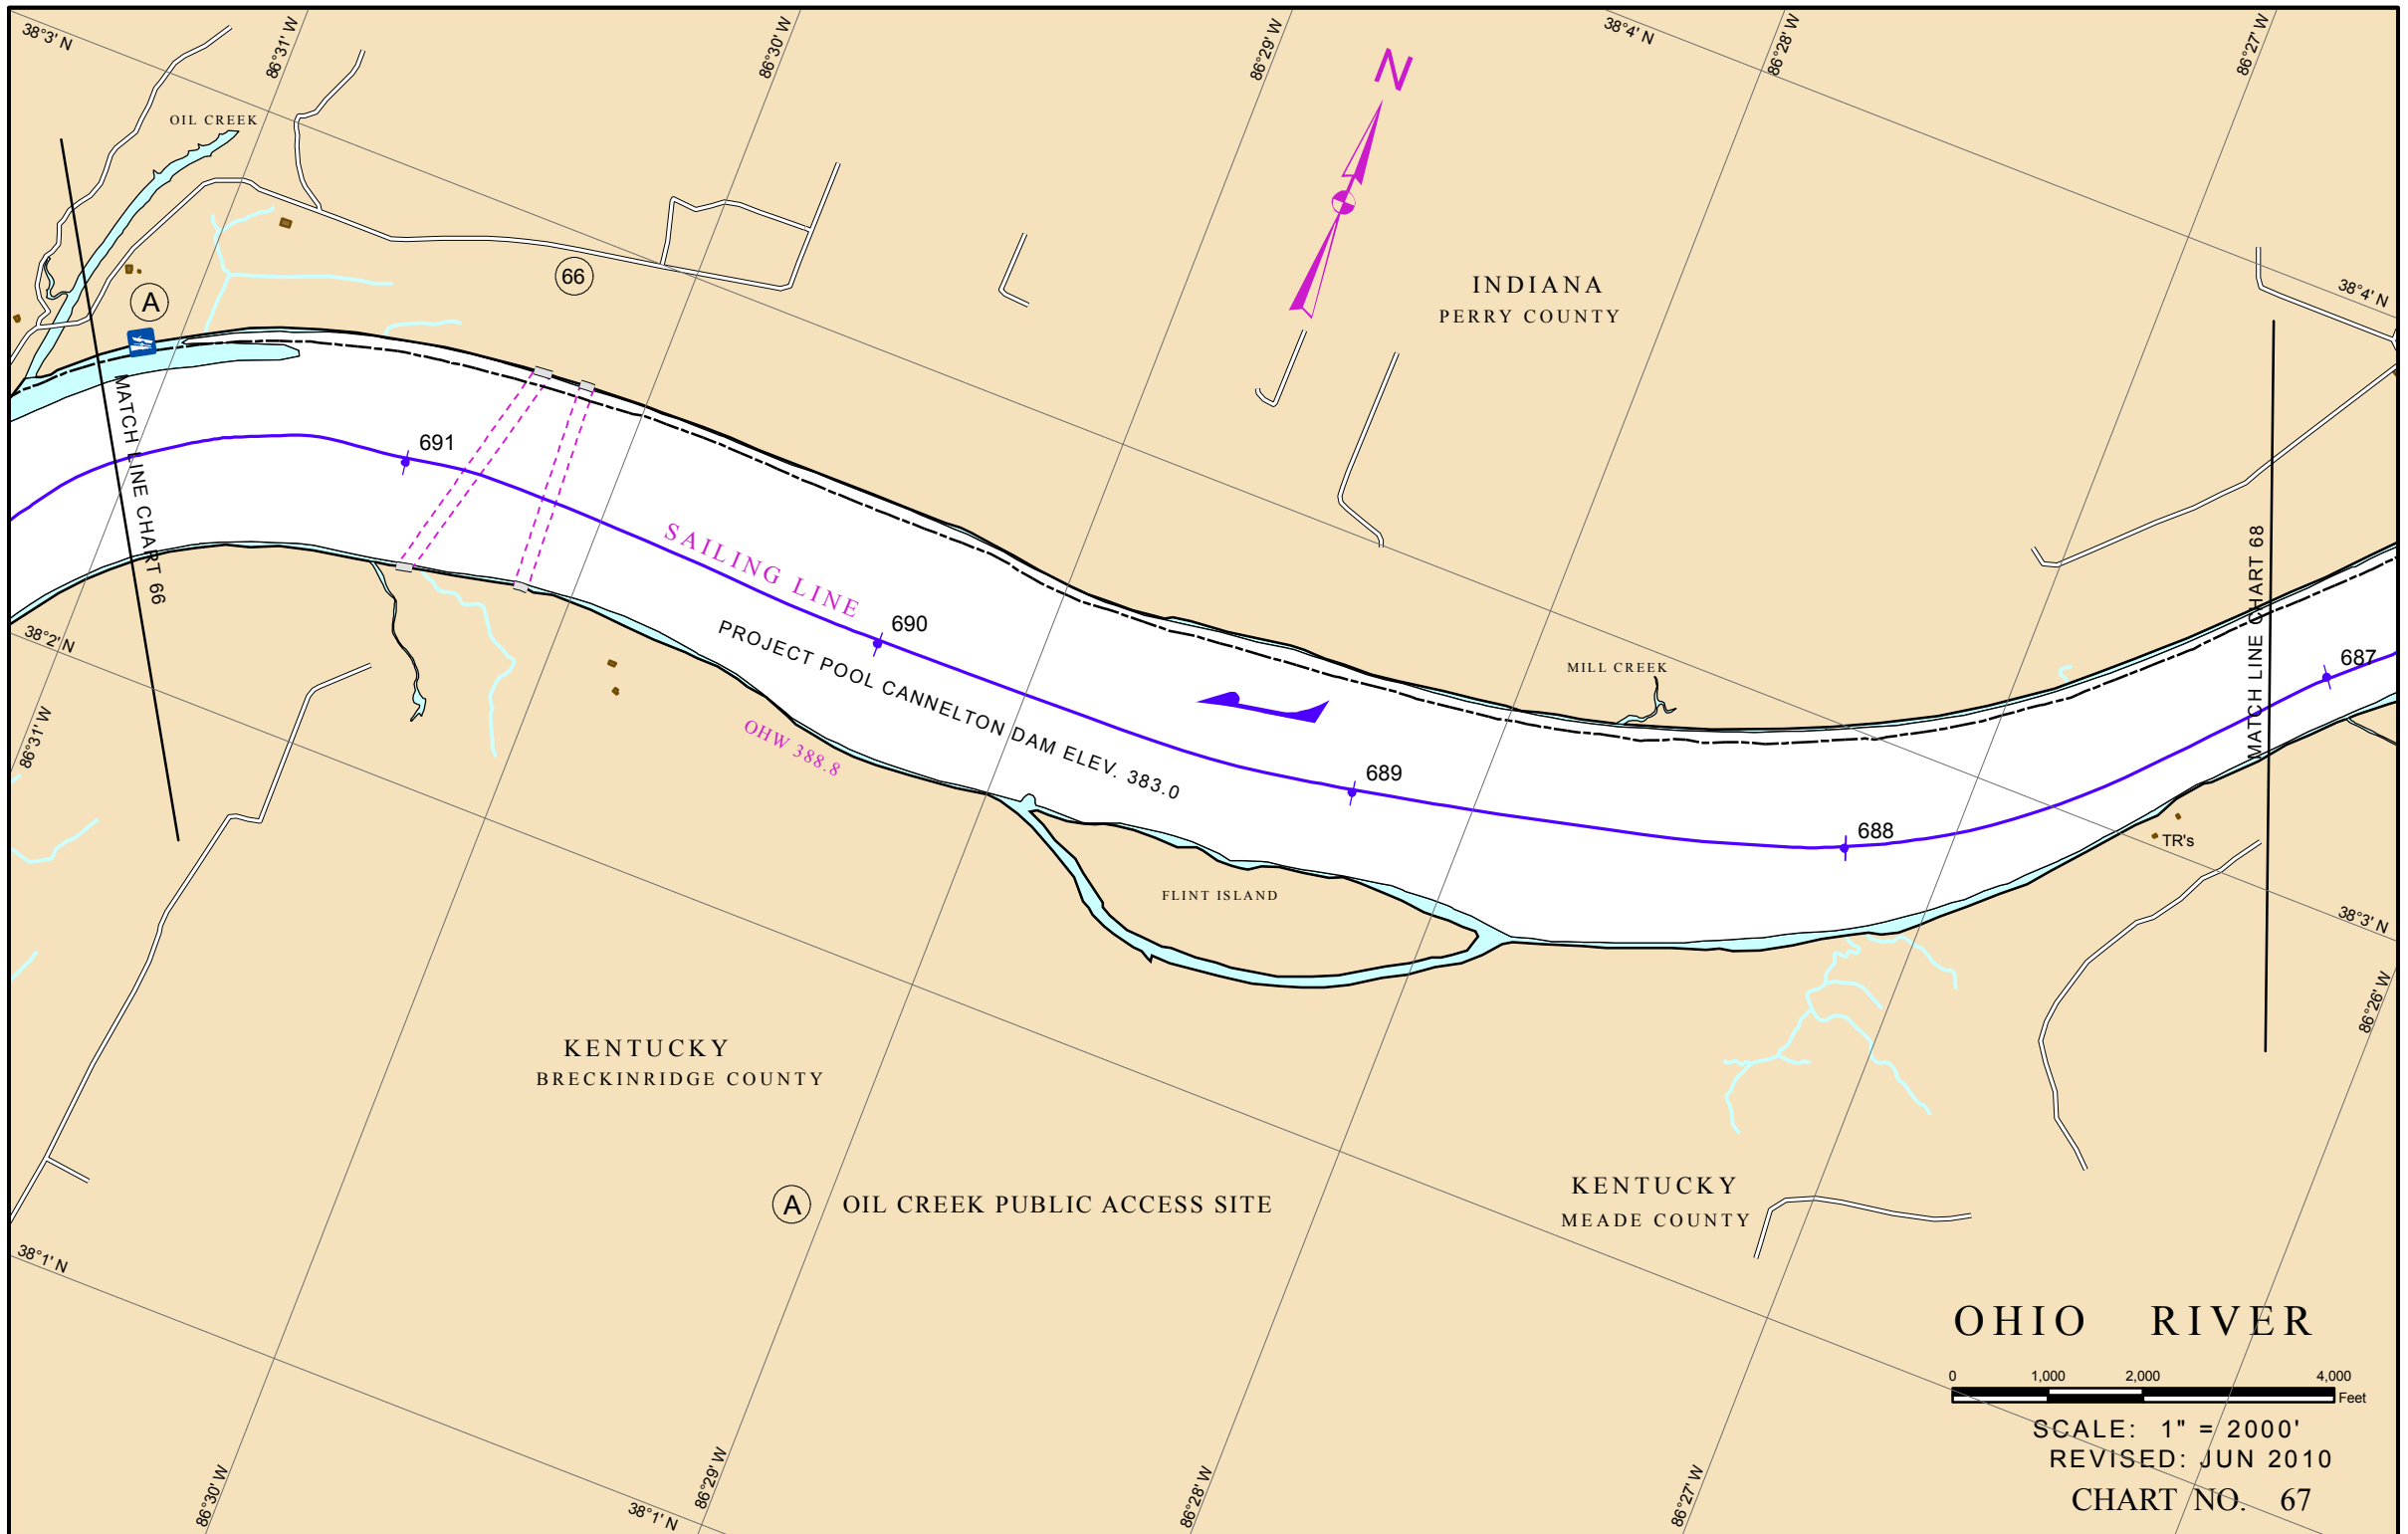 38°3' N
86°31' W
86°30' W
86°29' W
38°4' N
86°28' W
86°27' W
N
OIL CREEK
A
66
INDIANA
PERRY COUNTY
38°4' N
MATCH LINE CHART 66
691
SAILING LINE
690
PROJECT POOL CANNELTON DAM ELEV. 383.0
OHW 388.8
MILL CREEK
687
MATCH LINE CHART 68
689
688
TR's
38°2' N
86°31' W
FLINT ISLAND
38°3' N
86°26' W
KENTUCKY
BRECKINRIDGE COUNTY
A OIL CREEK PUBLIC ACCESS SITE
KENTUCKY
MEADE COUNTY
38°1' N
OHIO RIVER
0 1,000 2,000 4,000
Feet
SCALE: 1" = 2000'
REVISED: JUN 2010
CHART NO. 67
86°30' W
86°29' W
38°1' N
86°28' W
86°27' W